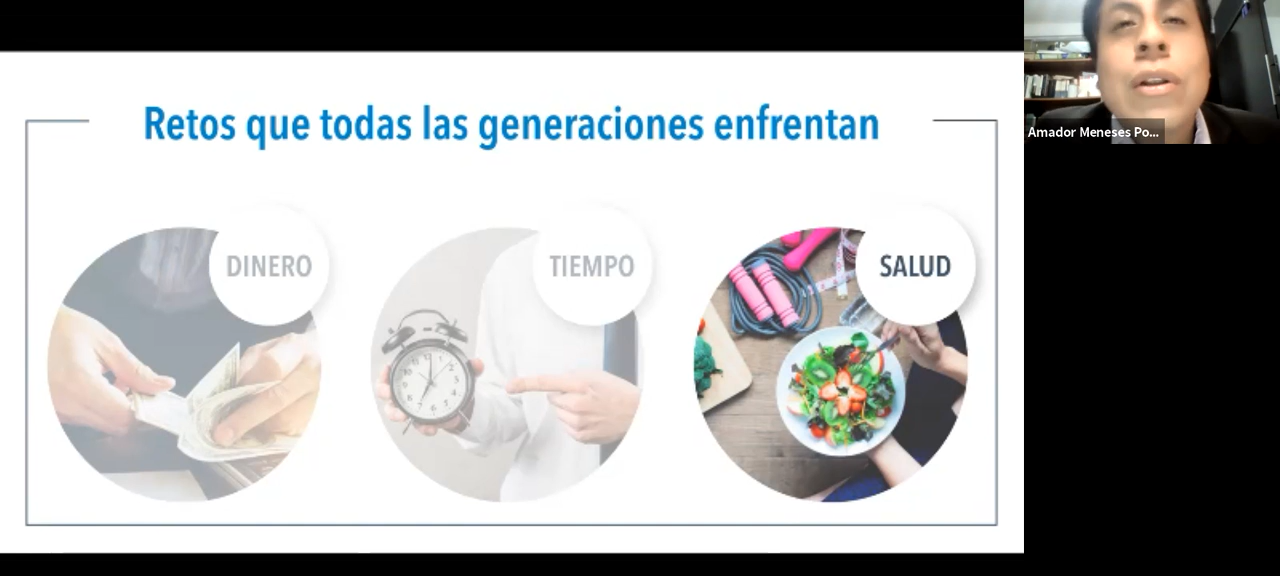 Retos que todas las generaciones enfrentan
DINERO
TIEMPO
SALUD
Amador Meneses Po...